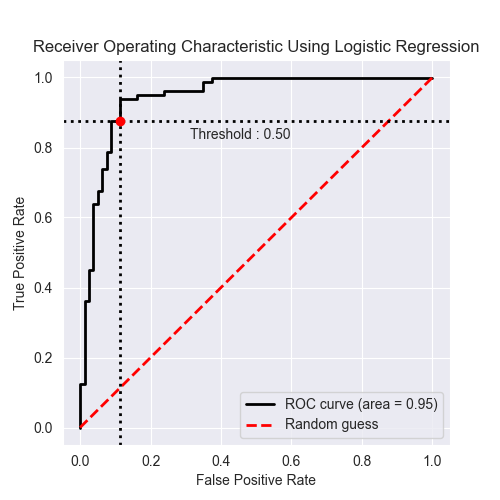 Receiver Operating Characteristic Using Logistic Regression
1.0
0.8
0.6
0.4
0.2
0.0
True Positive Rate
Threshold : 0.50
ROC curve (area = 0.95)
Random guess
0.0 0.2 0.4 0.6 0.8 1.0
False Positive Rate